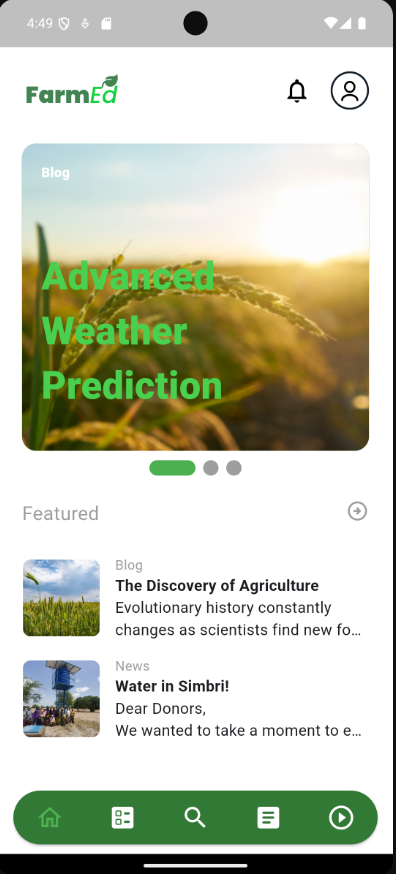 4:49
FarmEd
Blog
Advanced
Weather
Prediction
Featured
Blog
The Discovery of Agriculture
Evolutionary history constantly
changes as scientists find new fo...
News
Water in Simbri!
Dear Donors,
We wanted to take a moment to e...